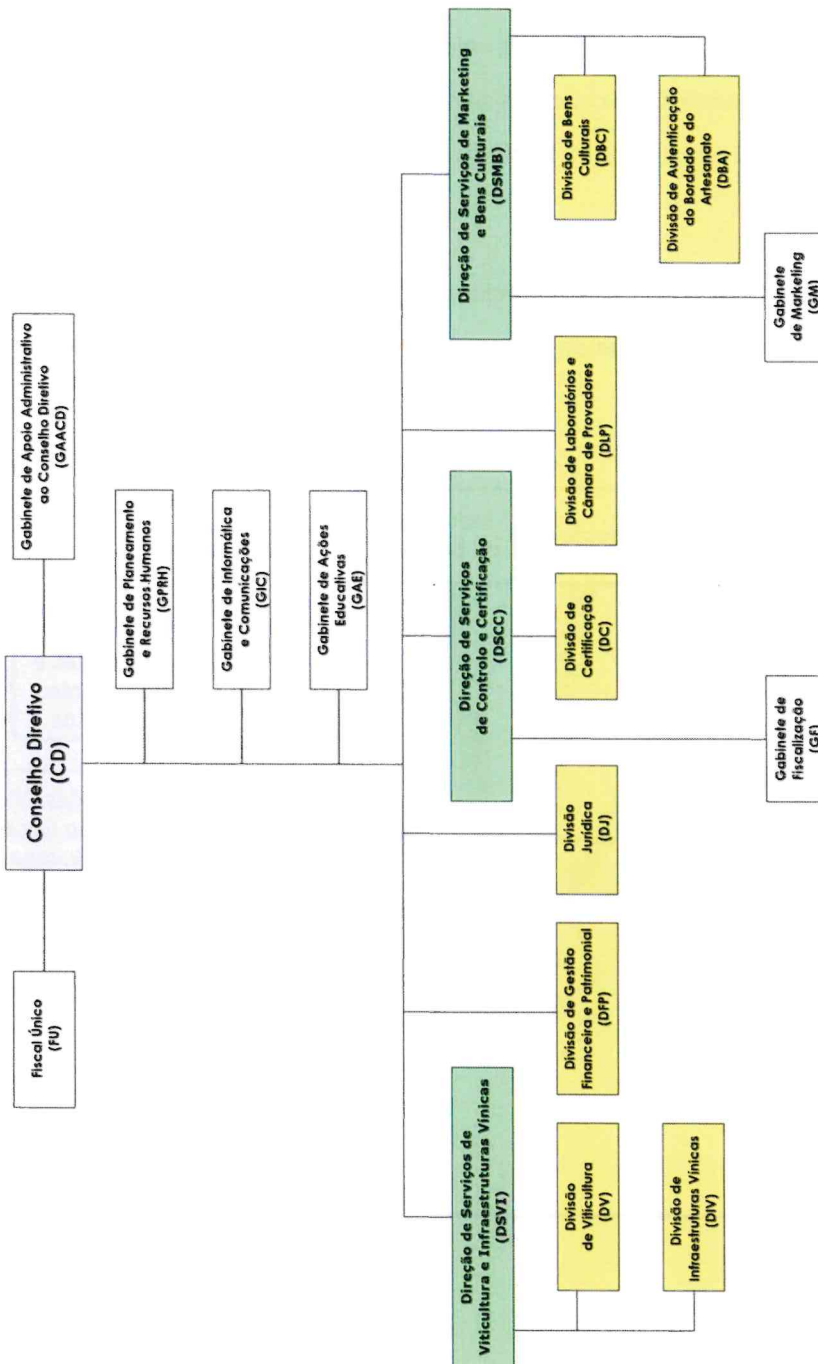 Fiscal Único
(FU)
Conselho Diretivo
(CD)
Gabinete de Apoio Administrativo
ao Conselho Diretivo
(GAACD)
Gabinete de Planeamento
e Recursos Humanos
(GPRH)
Gabinete de Informática
e Comunicações
(GIC)
Gabinete de Ações
Educativas
(GAE)
Direção de Serviços de
Viticultura e Infraestruturas Vínicas
(DSVI)
Direção de Serviços
de Controlo e Certificação
(DSCC)
Direção de Serviços de Marketing
e Bens Culturais
(DSMB)
Divisão
de Viticultura
(DV)
Divisão de Gestão
Financeira e Patrimonial
(DFP)
Divisão
Jurídica
(DJ)
Divisão de
Certificação
(DC)
Divisão de Laboratórios e
Câmara de Provadores
(DLP)
Divisão de Bens
Culturais
(DBC)
Divisão de
Infraestruturas Vínicas
(DIV)
Divisão de Autenticação
do Bordado e do
Artesanato
(DBA)
Gabinete de
Fiscalização
(GF)
Gabinete
de Marketing
(GM)